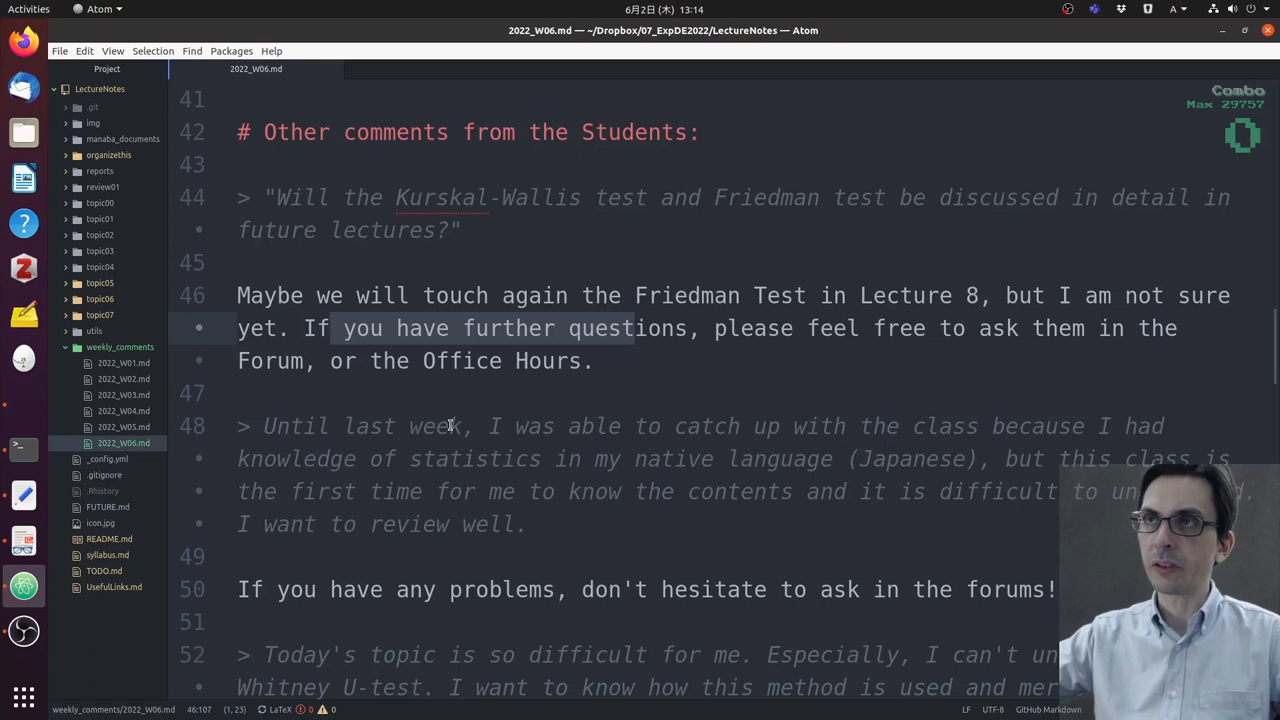 Activities
Atom
6月2日 (木) 13:14
A
2022_W06.md — ~/Dropbox/07_ExpDE2022/LectureNotes — Atom
File Edit View Selection Find Packages Help
Project
2022_W06.md
LectureNotes
.git
img
manaba_documents
organizethis
reports
review01
topic00
topic01
topic02
topic03
topic04
topic05
topic06
topic07
utils
weekly_comments
2022_W01.md
2022_W02.md
2022_W03.md
2022_W04.md
2022_W05.md
2022_W06.md
_config.yml
.gitignore
.Rhistory
FUTURE.md
icon.jpg
README.md
syllabus.md
TODO.md
UsefulLinks.md
Combo
Max 29757
0
41
42 # Other comments from the Students:
43
44 > "Will the Kurskal-Wallis test and Friedman test be discussed in detail in
• future lectures?"
45
46 Maybe we will touch again the Friedman Test in Lecture 8, but I am not sure
• yet. If you have further questions, please feel free to ask them in the
• Forum, or the Office Hours.
47
48 > Until last week, I was able to catch up with the class because I had
• knowledge of statistics in my native language (Japanese), but this class is
• the first time for me to know the contents and it is difficult to un d.
• I want to review well.
49
50 If you have any problems, don't hesitate to ask in the forums!
51
52 > Today's topic is so difficult for me. Especially, I can't un
• Whitney U-test. I want to know how this method is used and mer
weekly_comments/2022_W06.md 46:107 (1, 23) LaTeX 0 0 LF UTF-8 GitHub Markdown